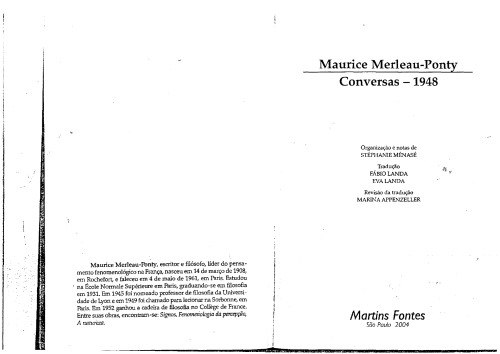 Maurice Merleau-Ponty, escritor e filósofo, líder do pensa-
mento fenomenológico na França, nasceu em 14 de março de 1908,
em Rochefort, e faleceu em 4 de maio de 1961, em Paris. Estudou
na École Normale Supérieure em Paris, graduando-se em filosofia
em 1931. Em 1945 foi nomeado professor de filosofia da Universi-
dade de Lyon e em 1949 foi chamado para lecionar na Sorbonne, em
Paris. Em 1952 ganhou a cadeira de filosofia no Collège de France.
Entre suas obras, encontram-se: Signos, Fenomenologia da percepção,
A natureza.
Maurice Merleau-Ponty
Conversas – 1948
Organização e notas de
STÉPHANIE MÉNASÉ
Tradução
FÁBIO LANDA
EVA LANDA
Revisão da tradução
MARINA APPENZELLER
Martins Fontes
São Paulo 2004